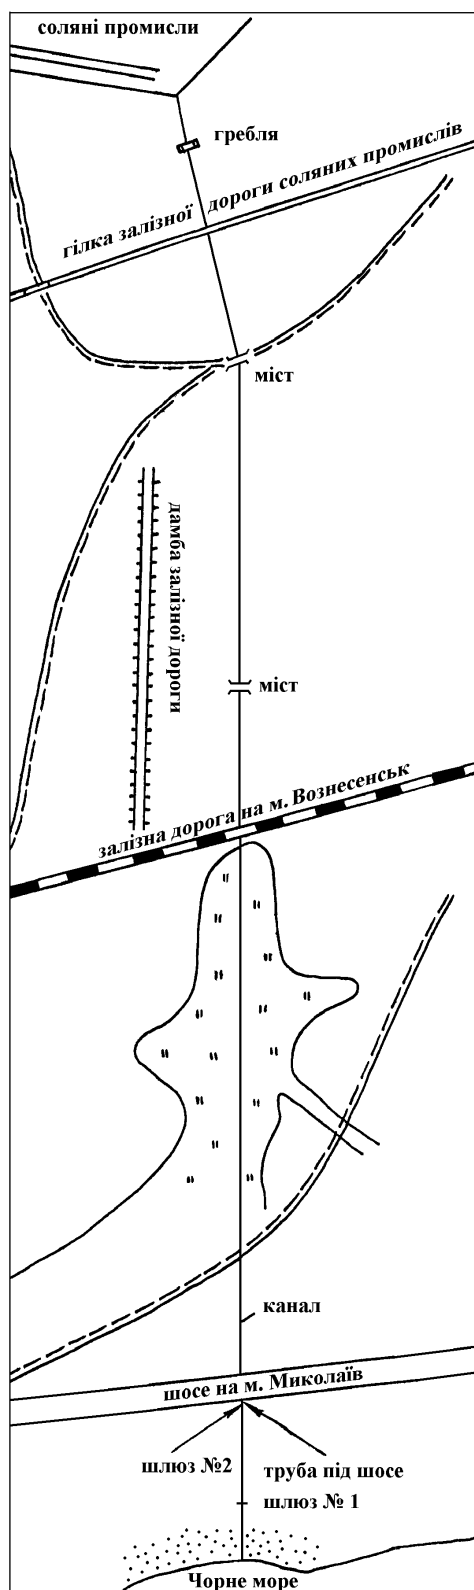 соляні промисли
гребля
гілка залізної дороги соляних промислів
міст
дамба залізної дороги
міст
залізна дорога на м. Вознесенськ
канал
шосе на м. Миколаїв
шлюз №2
труба під шосе
шлюз № 1
Чорне море